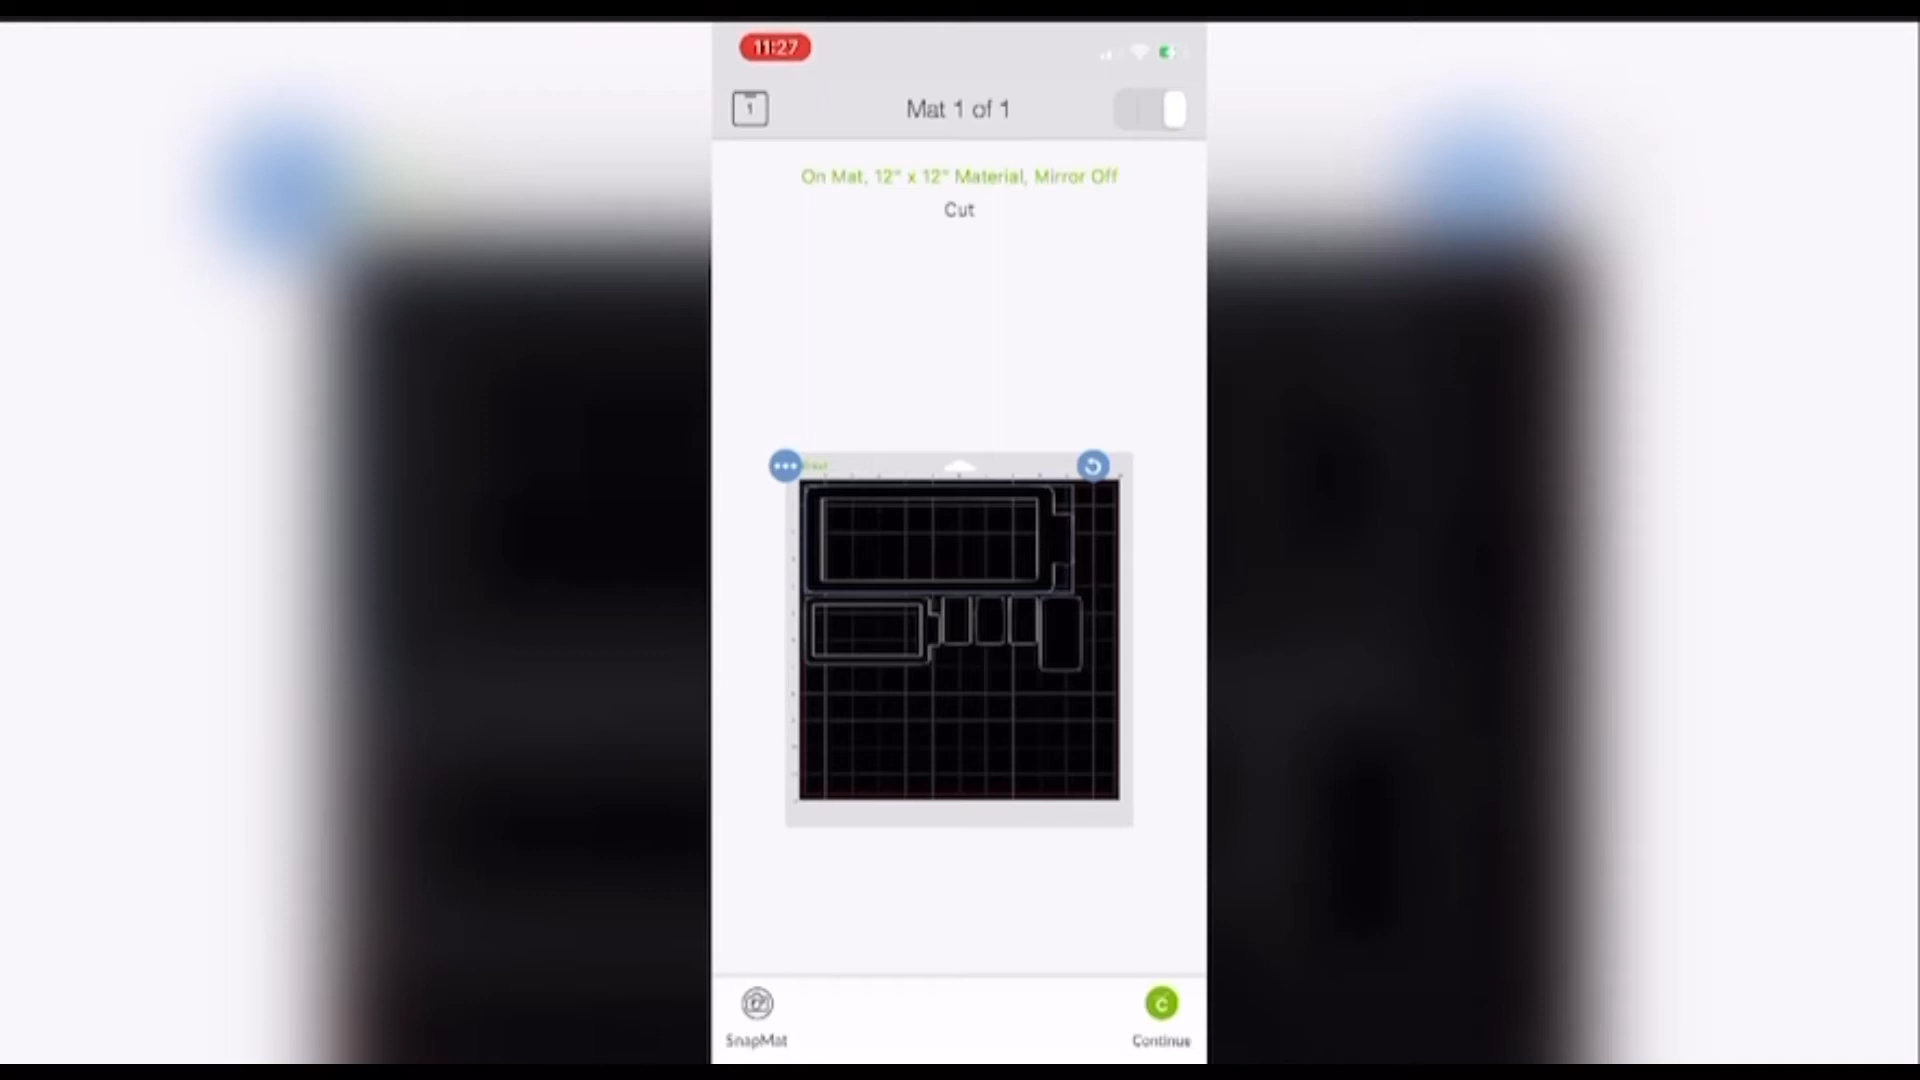 11:27
1
Mat 1 of 1
On Mat, 12" x 12" Material, Mirror Off
Cut
SnapMat
Continue